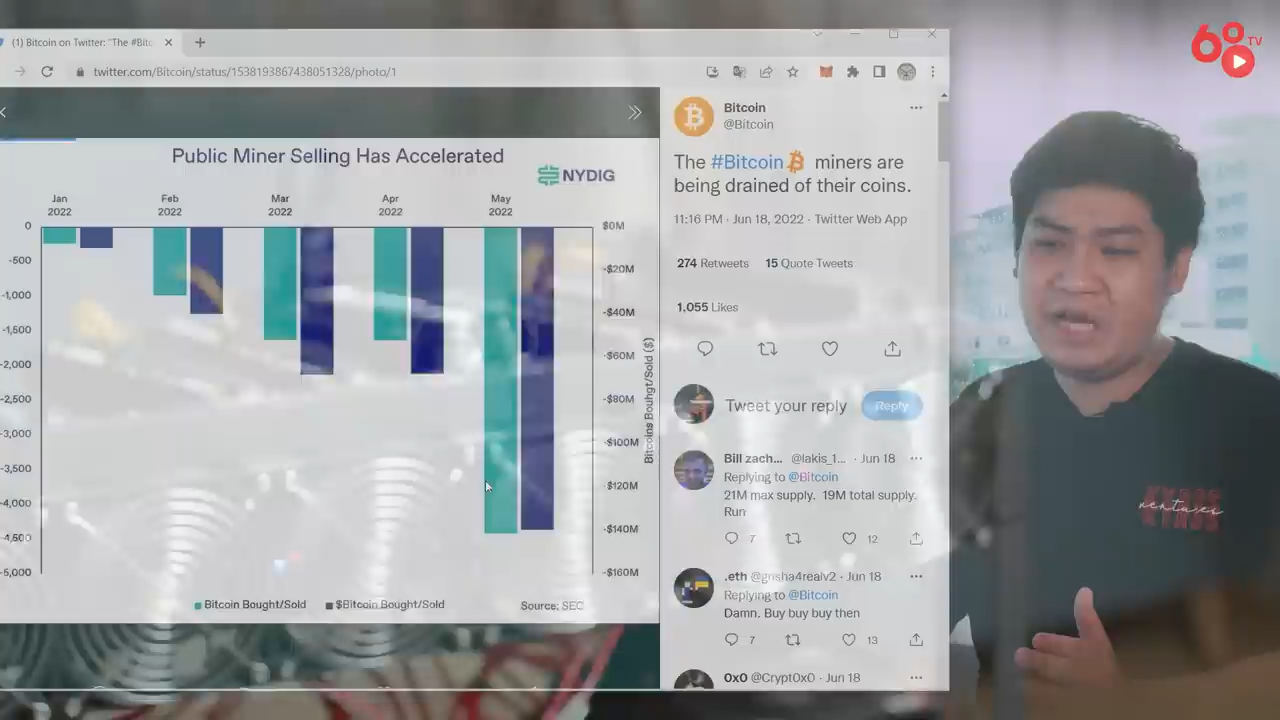 68
TV
(1) Bitcoin on Twitter: "The #Bitc
twitter.com/Bitcoin/status/1538193867438051328/photo/1
Public Miner Selling Has Accelerated
NYDIG
Jan
2022
Feb
2022
Mar
2022
Apr
2022
May
2022
0
-500
-1,000
-1,500
-2,000
-2,500
-3,000
-3,500
-4,000
-4,500
-5,000
$0M
-$20M
-$40M
-$60M
-$80M
-$100M
-$120M
-$140M
-$160M
Bitcoins Bouhgt/Sold ($)
Bitcoin Bought/Sold
$Bitcoin Bought/Sold
Source: SEC
Bitcoin
@Bitcoin
The #Bitcoin miners are
being drained of their coins.
11:16 PM · Jun 18, 2022 · Twitter Web App
274 Retweets 15 Quote Tweets
1,055 Likes
Tweet your reply
Reply
Bill zach... @lakis_1... · Jun 18
Replying to @Bitcoin
21M max supply. 19M total supply.
Run
7 12
.eth @grisha4realv2 · Jun 18
Replying to @Bitcoin
Damn. Buy buy buy then
7 13
0x0 @Crypt0x0 · Jun 18
ventures